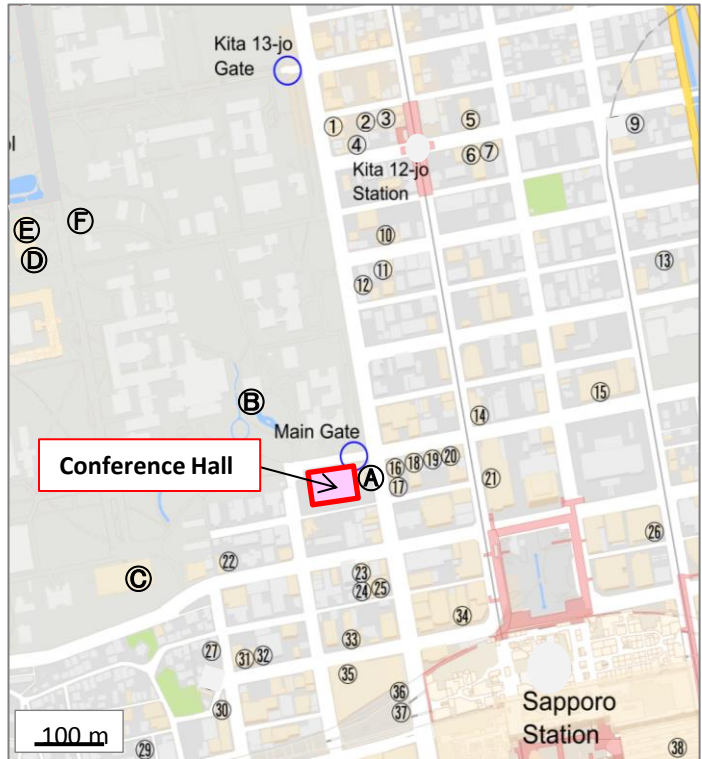 Kita 13-jo
Gate
① ② ③ ⑤ ⑨
④
⑥ ⑦
l
Kita 12-jo
Station
Ⓕ
Ⓔ
Ⓓ
⑩
⑪
⑫
⑬
⑮
Ⓑ
⑭
Main Gate
Conference Hall
Ⓐ
⑯ ⑱ ⑲ ⑳
⑰
㉑
㉖
㉒
Ⓒ
㉓
㉔ ㉕
㉞
㉝
㉗
㉛ ㉜
㉟
㊱
㊲
㉚
Sapporo
Station
100 m
㉙
㊳